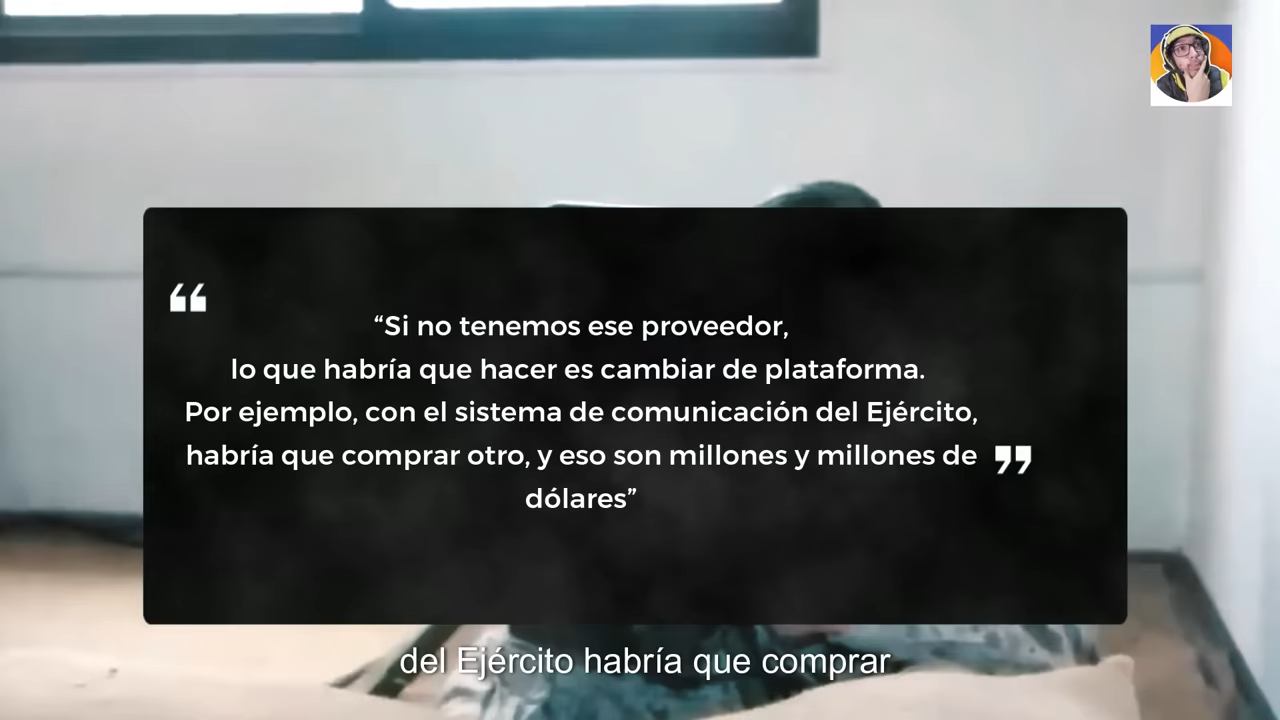 ❝
“Si no tenemos ese proveedor,
lo que habría que hacer es cambiar de plataforma.
Por ejemplo, con el sistema de comunicación del Ejército,
habría que comprar otro, y eso son millones y millones de
❞
dólares”
del Ejército habría que comprar